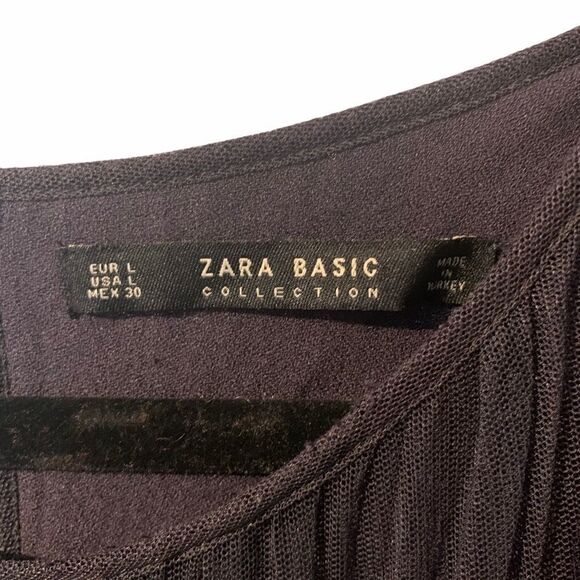 EUR L
USA L
MEX 30
ZARA BASIC
COLLECTION
MADE
IN
TURKEY